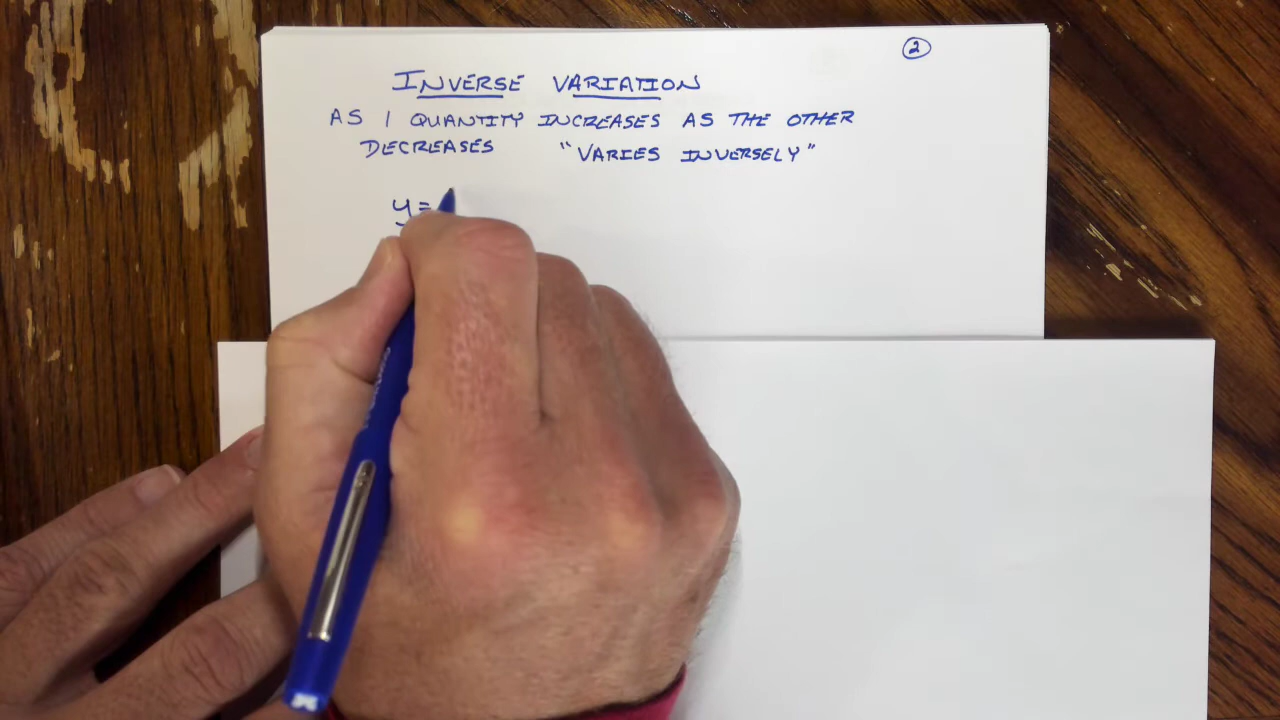 2
INVERSE VARIATION
AS 1 QUANTITY INCREASES AS THE OTHER
DECREASES "VARIES INVERSELY"
y =